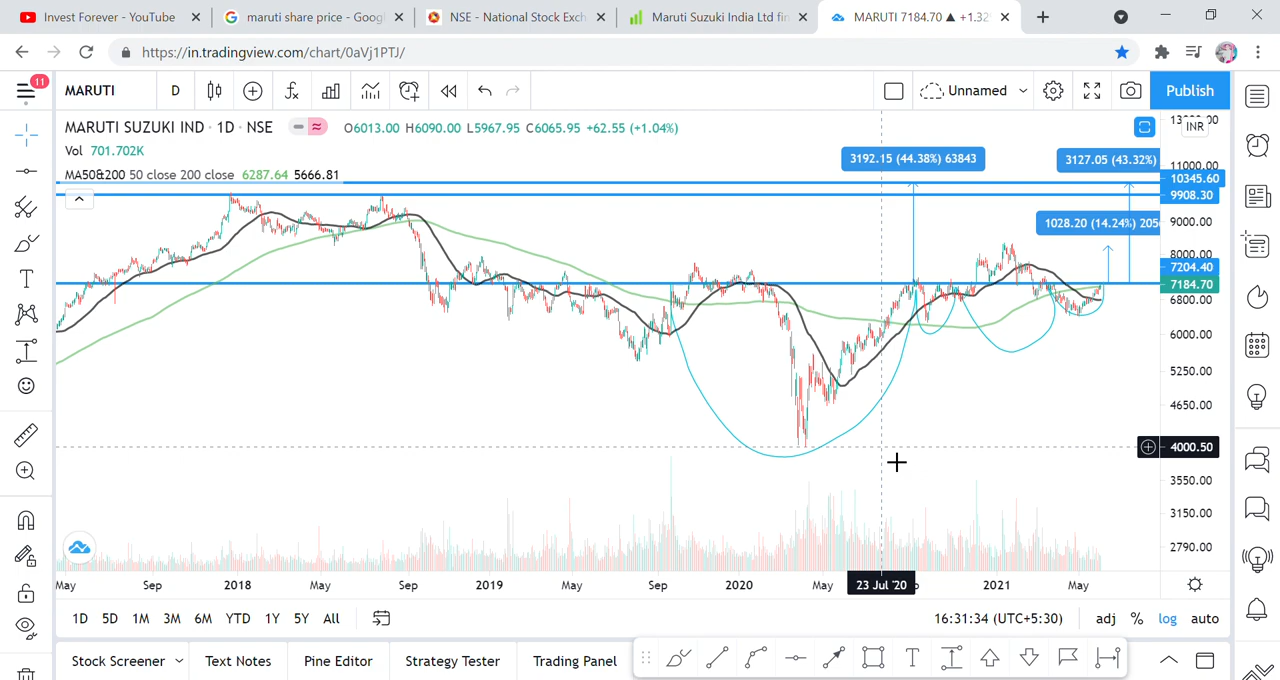 Invest Forever - YouTube
maruti share price - Goog
NSE - National Stock Exch
Maruti Suzuki India Ltd fin
MARUTI 7184.70 ▲ +1.32
https://in.tradingview.com/chart/0aVj1PTJ/
11
MARUTI
D
Unnamed
Publish
MARUTI SUZUKI IND · 1D · NSE
O6013.00 H6090.00 L5967.95 C6065.95 +62.55 (+1.04%)
Vol 701.702K
MA50&200 50 close 200 close 6287.64 5666.81
3192.15 (44.38%) 63843
3127.05 (43.32%)
1028.20 (14.24%) 205
INR
11000.00
10345.60
9908.30
9000.00
8000.00
7204.40
7184.70
6800.00
6000.00
5250.00
4650.00
4000.50
3550.00
3150.00
2790.00
May
Sep
2018
May
Sep
2019
May
Sep
2020
May
23 Jul '20
2021
May
1D 5D 1M 3M 6M YTD 1Y 5Y All
16:31:34 (UTC+5:30)
adj % log auto
Stock Screener
Text Notes
Pine Editor
Strategy Tester
Trading Panel